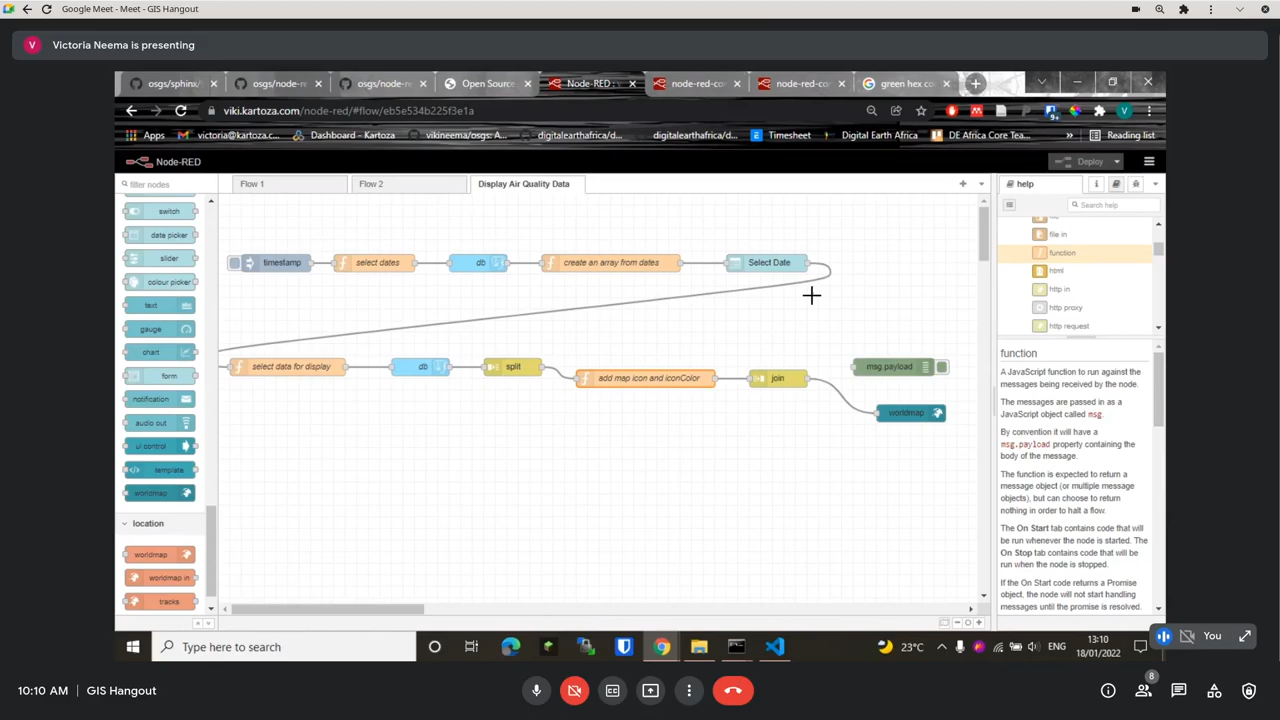 Google Meet - Meet - GIS Hangout
V Victoria Neema is presenting
osgs/sphinx/
osgs/node-re
osgs/node-re
Open Source
Node-RED
node-red-co
node-red-co
green hex co
viki.kartoza.com/node-red/#flow/eb5e534b225f3e1a
9+
V
Apps
victoria@kartoza.c...
Dashboard - Kartoza
vikineema/osgs: A...
digitalearthafrica/d...
digitalearthafrica/d...
Timesheet
Digital Earth Africa
DE Africa Core Tea...
»
Reading list
Node-RED
Deploy
filter nodes
Flow 1
Flow 2
Display Air Quality Data
help
Search help
switch
date picker
slider
colour picker
text
gauge
chart
form
notification
audio out
ui control
template
worldmap
location
worldmap
worldmap in
tracks
timestamp
select dates
db
create an array from dates
Select Date
select data for display
db
split
add map icon and iconColor
join
msg.payload
worldmap
file in
function
html
http in
http proxy
http request
function
A JavaScript function to run against the
messages being received by the node.
The messages are passed in as a
JavaScript object called msg.
By convention it will have a
msg.payload property containing the
body of the message.
The function is expected to return a
message object (or multiple message
objects), but can choose to return
nothing in order to halt a flow.
The On Start tab contains code that will
be run whenever the node is started. The
On Stop tab contains code that will be
run when the node is stopped.
If the On Start code returns a Promise
object, the node will not start handling
messages until the promise is resolved.
Type here to search
23°C
ENG
13:10
18/01/2022
You
10:10 AM
GIS Hangout
8